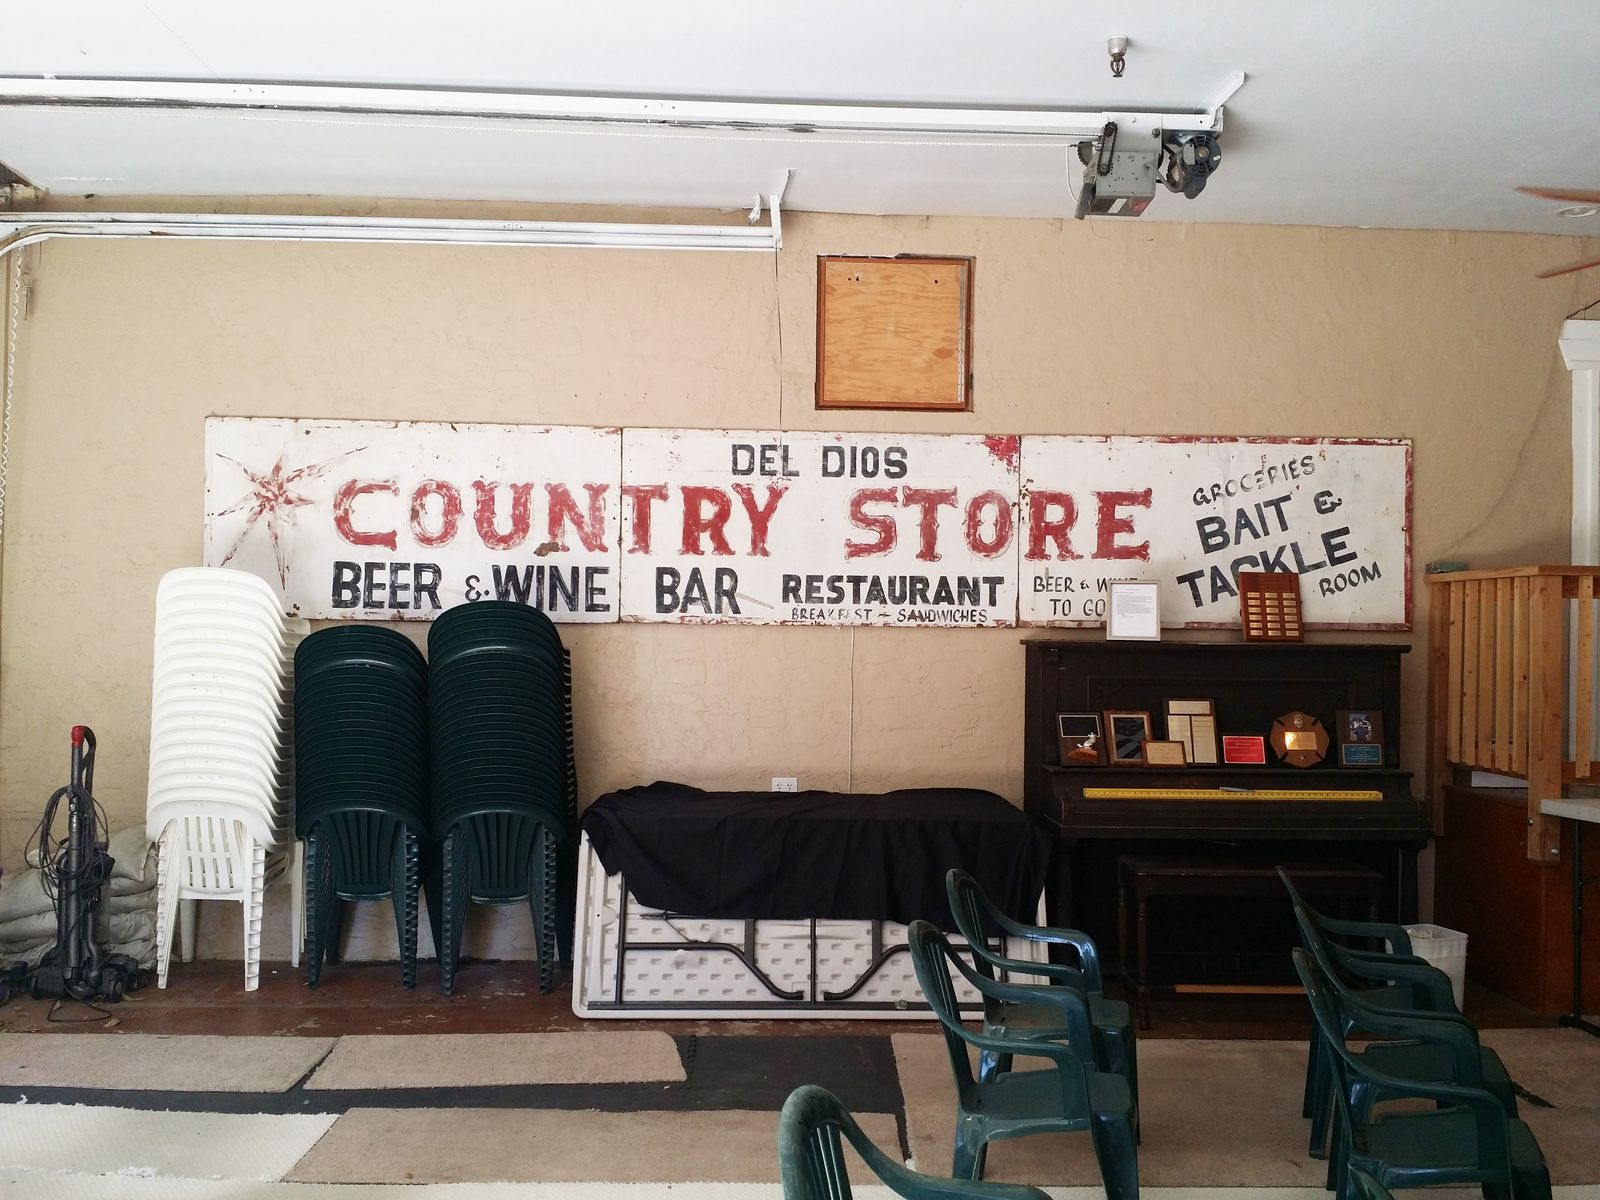 DEL DIOS
COUNTRY STORE
BEER & WINE BAR RESTAURANT
BREAKFAST ~ SANDWICHES
BEER & WINE
TO GO
GROCERIES
BAIT &
TACKLE
ROOM